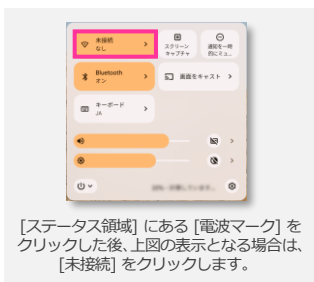 未接続
なし
スクリーン
キャプチャ
通知を一時
的にミュ...
Bluetooth
オン
画面をキャスト
キーボード
JA
[ステータス領域] にある [電波マーク] を
クリックした後、上図の表示となる場合は、
[未接続] をクリックします。